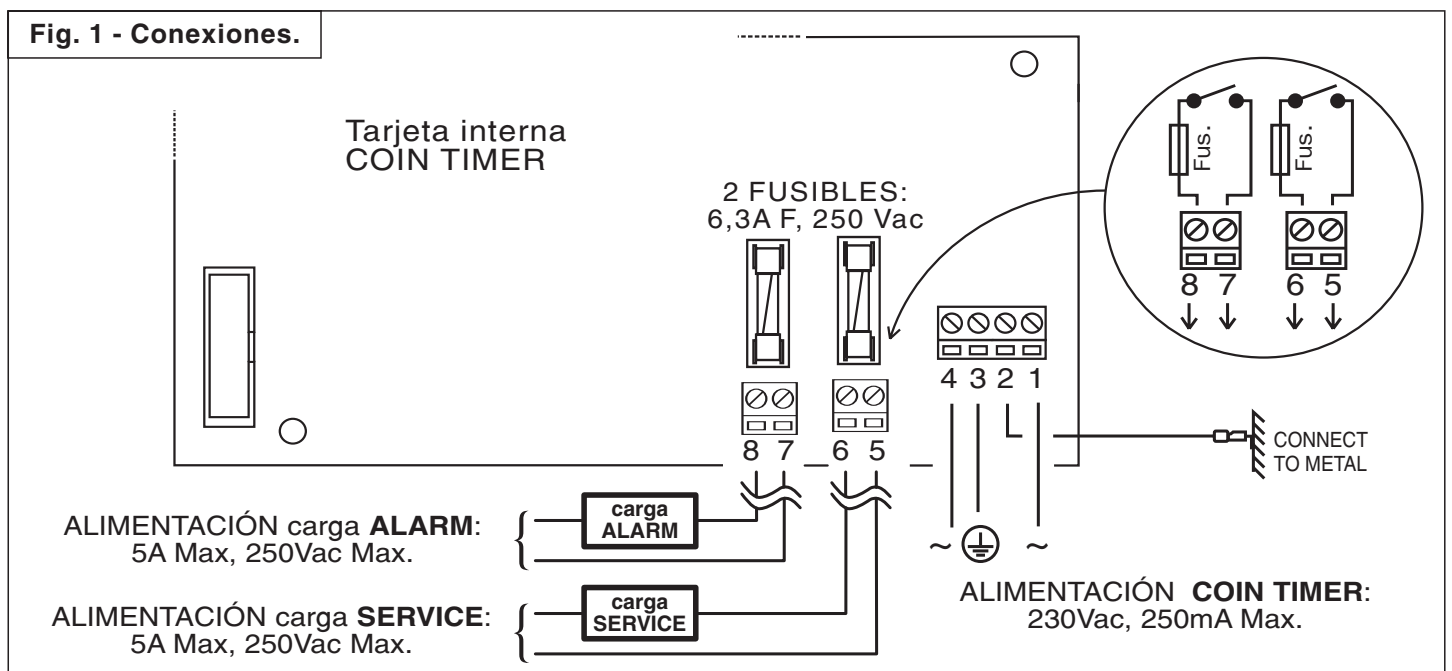 Fig. 1 - Conexiones.
Tarjeta interna
COIN TIMER
2 FUSIBLES:
6,3A F, 250 Vac
Fus.
Fus.
8 7 6 5
4 3 2 1
8 7 6 5
CONNECT
TO METAL
carga
ALARM
ALIMENTACIÓN carga ALARM:
5A Max, 250Vac Max.
~ ~
carga
SERVICE
ALIMENTACIÓN carga SERVICE:
5A Max, 250Vac Max.
ALIMENTACIÓN COIN TIMER:
230Vac, 250mA Max.